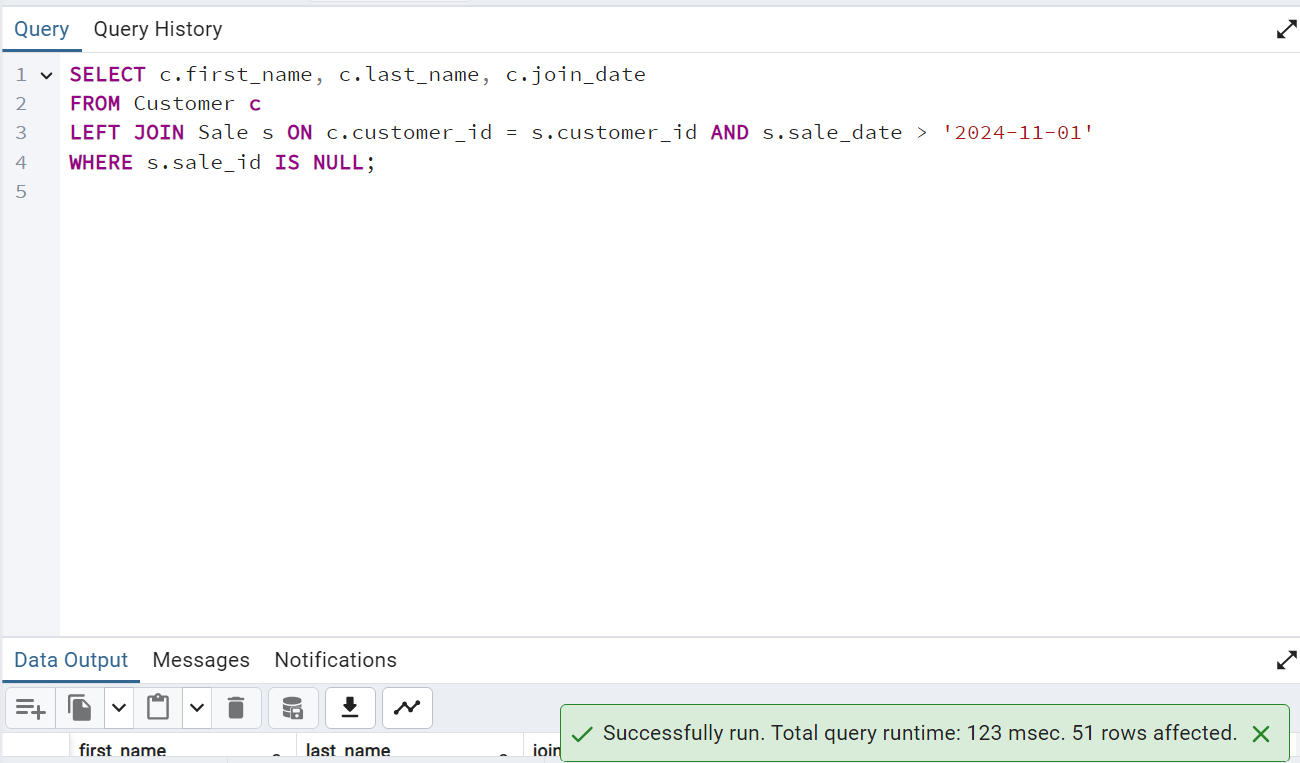 Query Query History
1 SELECT c.first_name, c.last_name, c.join_date
2 FROM Customer c
3 LEFT JOIN Sale s ON c.customer_id = s.customer_id AND s.sale_date > '2024-11-01'
4 WHERE s.sale_id IS NULL;
5
Data Output Messages Notifications
first_name last_name join
Successfully run. Total query runtime: 123 msec. 51 rows affected.